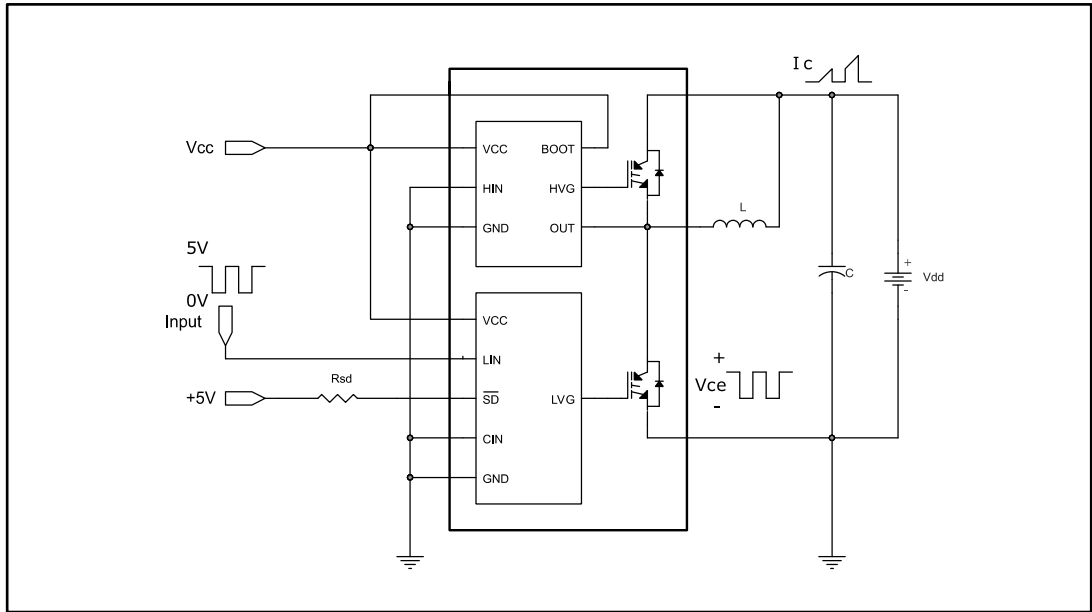 I c
Vcc
VCC
BOOT
HIN
HVG
GND
OUT
L
5V
0V
Input
VCC
LIN
Rsd
+5V
SD
LVG
CIN
GND
+
Vce
-
C
+
-
Vdd